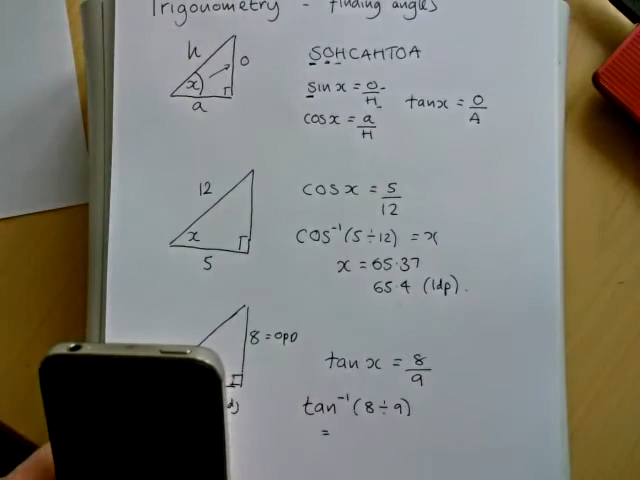 Trigonometry - finding angles
h
o
x
a
SOHCAHTOA
sin x = O/H
cos x = a/H
tan x = O/A
12
x
5
cos x = 5/12
cos⁻¹(5÷12) = x
x = 65.37
65.4 (1dp).
8 = opp
tan x = 8/9
tan⁻¹(8÷9)
=